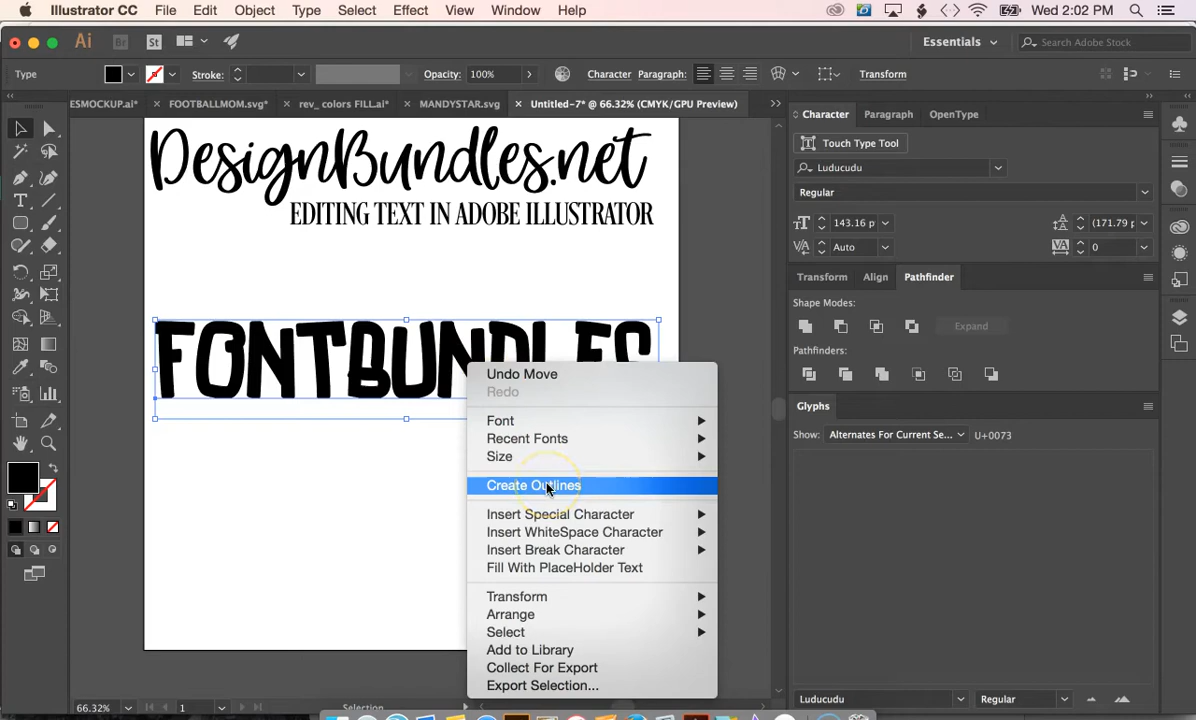 Illustrator CC File Edit Object Type Select Effect View Window Help Wed 2:02 PM
Ai Br St Essentials Search Adobe Stock
Type Stroke: Opacity: 100% Character Paragraph: Transform
ESMOCKUP.ai* × FOOTBALLMOM.svg* × rev_ colors FILL.ai* × MANDYSTAR.svg × Untitled-7* @ 66.32% (CMYK/GPU Preview)
DesignBundles.net
EDITING TEXT IN ADOBE ILLUSTRATOR
FONTBUNDLES
Undo Move
Redo
Font
Recent Fonts
Size
Create Outlines
Insert Special Character
Insert WhiteSpace Character
Insert Break Character
Fill With PlaceHolder Text
Transform
Arrange
Select
Add to Library
Collect For Export
Export Selection...
Character Paragraph OpenType
Touch Type Tool
Luducudu
Regular
143.16 p (171.79 p
Auto 0
Transform Align Pathfinder
Shape Modes:
Expand
Pathfinders:
Glyphs
Show: Alternates For Current Se... U+0073
Luducudu Regular
66.32% 1 Selection